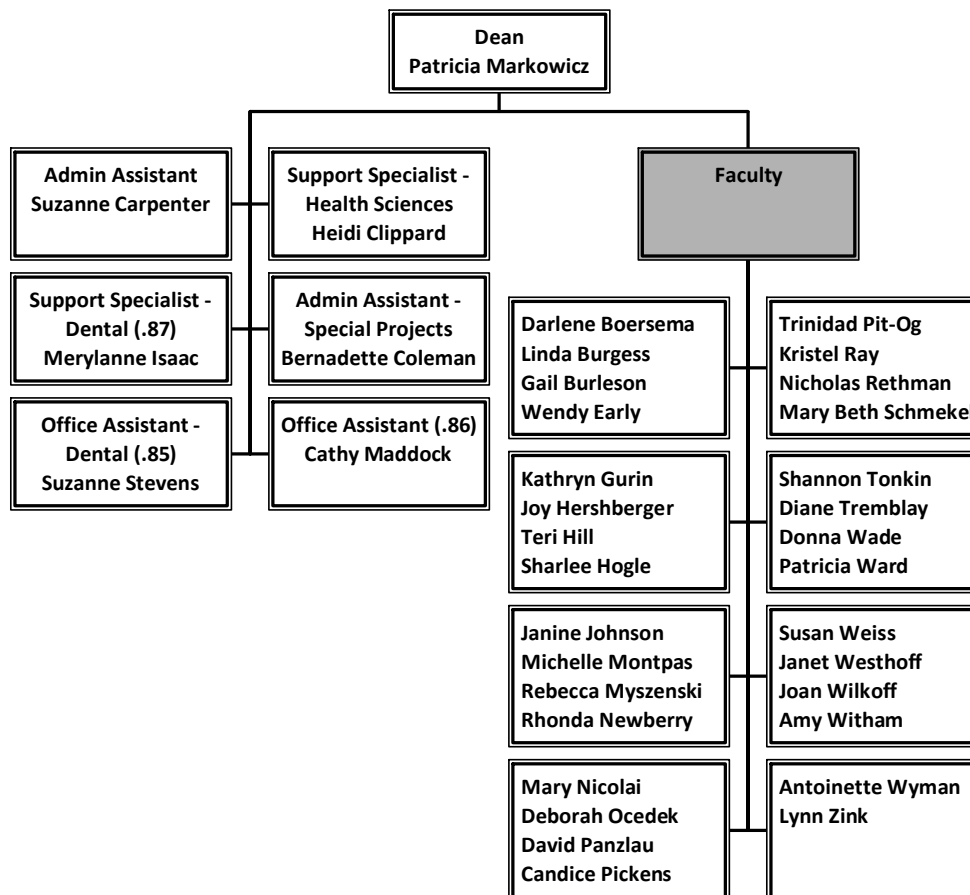 Dean
Patricia Markowicz
Admin Assistant
Suzanne Carpenter
Support Specialist -
Health Sciences
Heidi Clippard
Faculty
Support Specialist -
Dental (.87)
Merylanne Isaac
Admin Assistant -
Special Projects
Bernadette Coleman
Office Assistant -
Dental (.85)
Suzanne Stevens
Office Assistant (.86)
Cathy Maddock
Darlene Boersema
Linda Burgess
Gail Burleson
Wendy Early
Trinidad Pit-Og
Kristel Ray
Nicholas Rethman
Mary Beth Schmekel
Kathryn Gurin
Joy Hershberger
Teri Hill
Sharlee Hogle
Shannon Tonkin
Diane Tremblay
Donna Wade
Patricia Ward
Janine Johnson
Michelle Montpas
Rebecca Myszenski
Rhonda Newberry
Susan Weiss
Janet Westhoff
Joan Wilkoff
Amy Witham
Mary Nicolai
Deborah Ocedek
David Panzlau
Candice Pickens
Antoinette Wyman
Lynn Zink